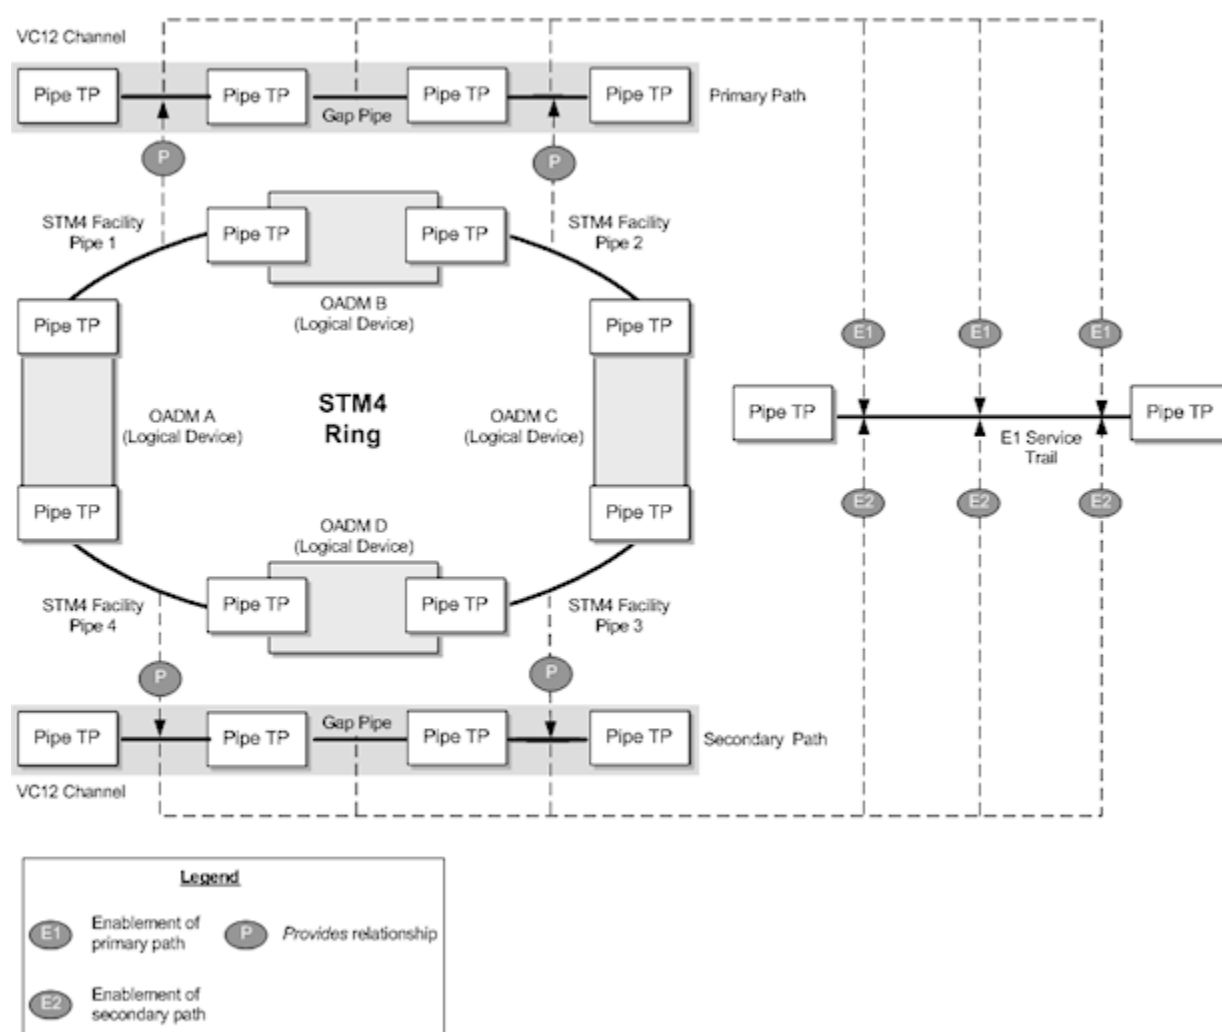 VC12 Channel
Pipe TP
Pipe TP
Pipe TP
Pipe TP
Primary Path
Gap Pipe
P
P
STM4 Facility
Pipe 1
Pipe TP
Pipe TP
STM4 Facility
Pipe 2
OADM B
(Logical Device)
Pipe TP
Pipe TP
E1
E1
E1
STM4
Ring
OADM A
(Logical Device)
OADM C
(Logical Device)
Pipe TP
Pipe TP
E1 Service
Trail
E2
E2
E2
Pipe TP
Pipe TP
OADM D
(Logical Device)
STM4 Facility
Pipe 4
Pipe TP
Pipe TP
STM4 Facility
Pipe 3
P
P
Pipe TP
Pipe TP
Gap Pipe
Pipe TP
Pipe TP
Secondary Path
VC12 Channel
Legend
E1
Enablement of
primary path
P
Provides relationship
E2
Enablement of
secondary path